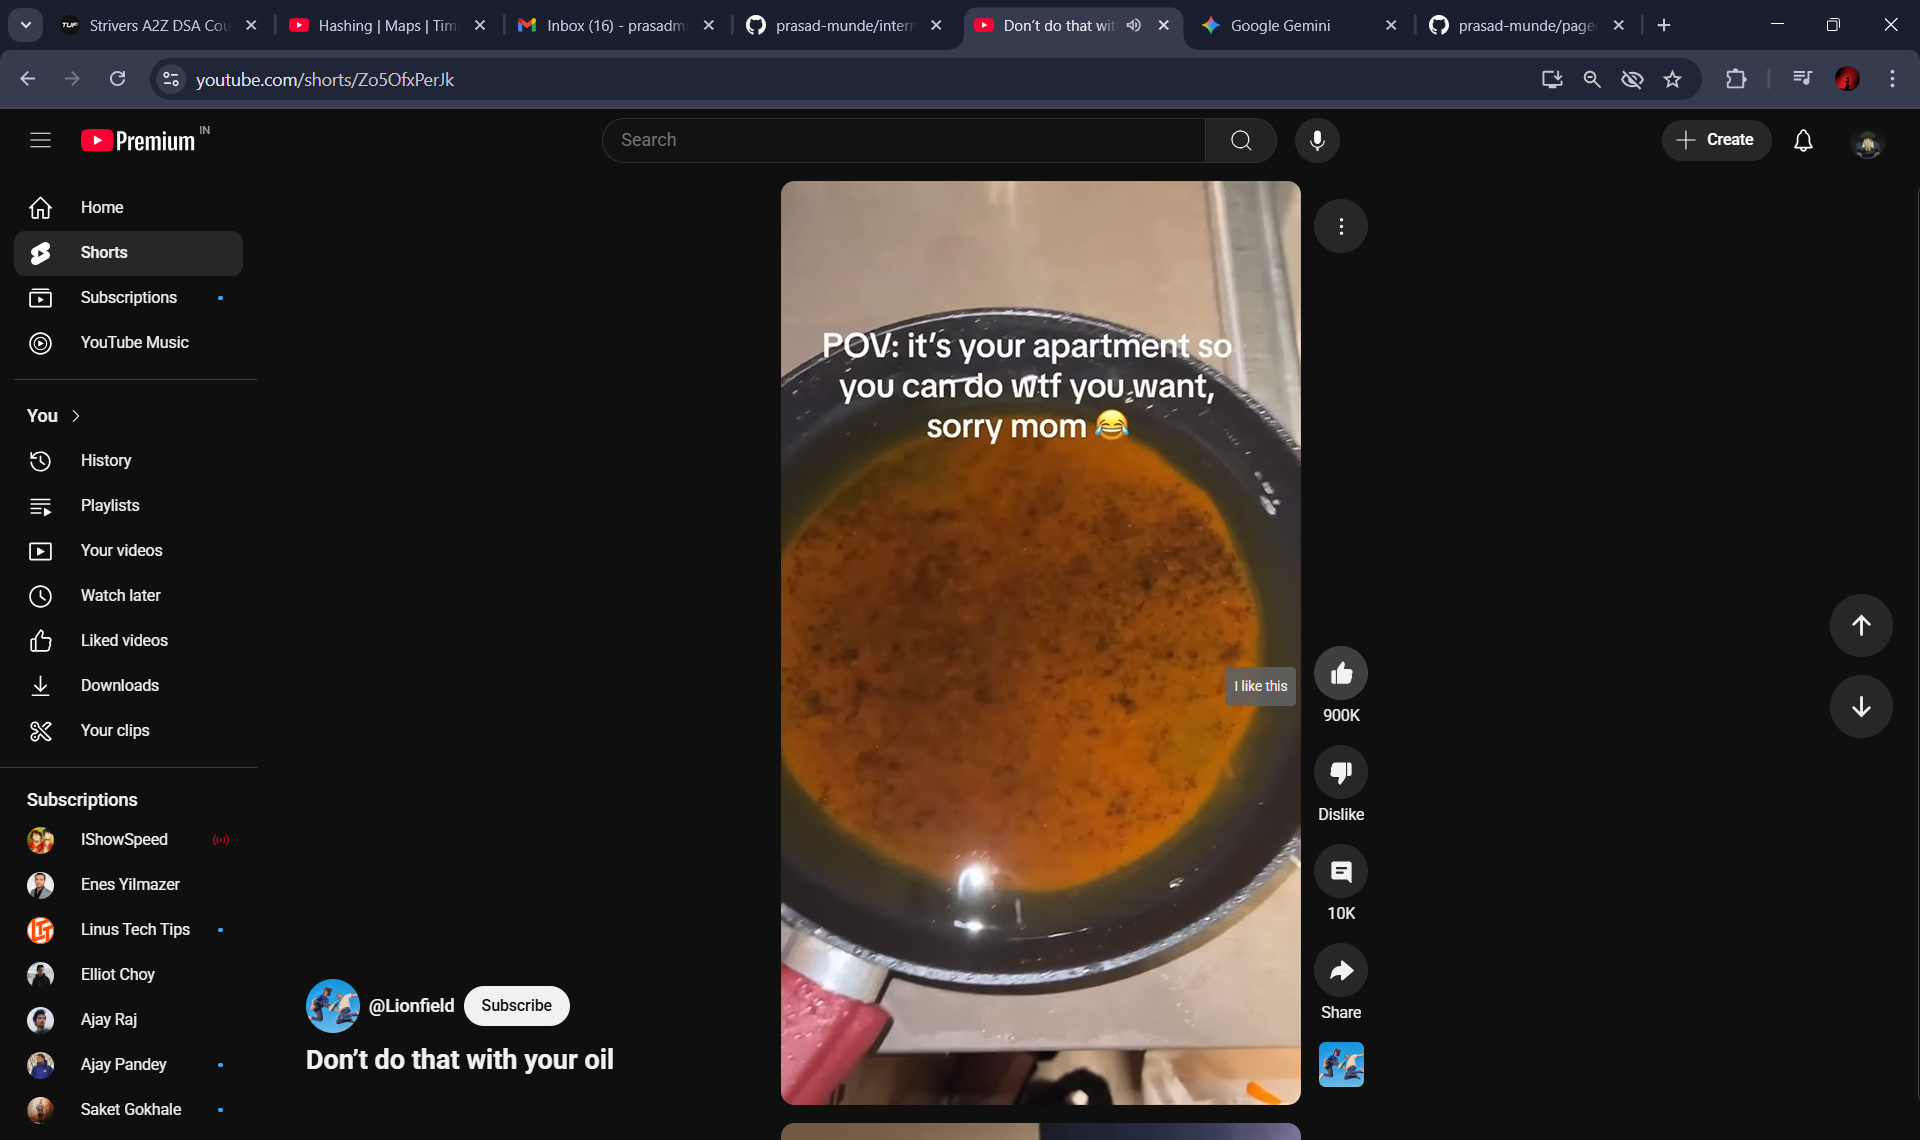 Strivers A2Z DSA Cou
Hashing | Maps | Tim
Inbox (16) - prasadm
prasad-munde/intern
Don't do that wit
Google Gemini
prasad-munde/page
youtube.com/shorts/Zo5OfxPerJk
Premium IN
Search
Create
Home
Shorts
Subscriptions
YouTube Music
You
History
Playlists
Your videos
Watch later
Liked videos
Downloads
Your clips
Subscriptions
IShowSpeed
Enes Yilmazer
Linus Tech Tips
Elliot Choy
Ajay Raj
Ajay Pandey
Saket Gokhale
POV: it's your apartment so
you can do wtf you want,
sorry mom 😂
I like this
900K
Dislike
10K
Share
@Lionfield
Subscribe
Don't do that with your oil